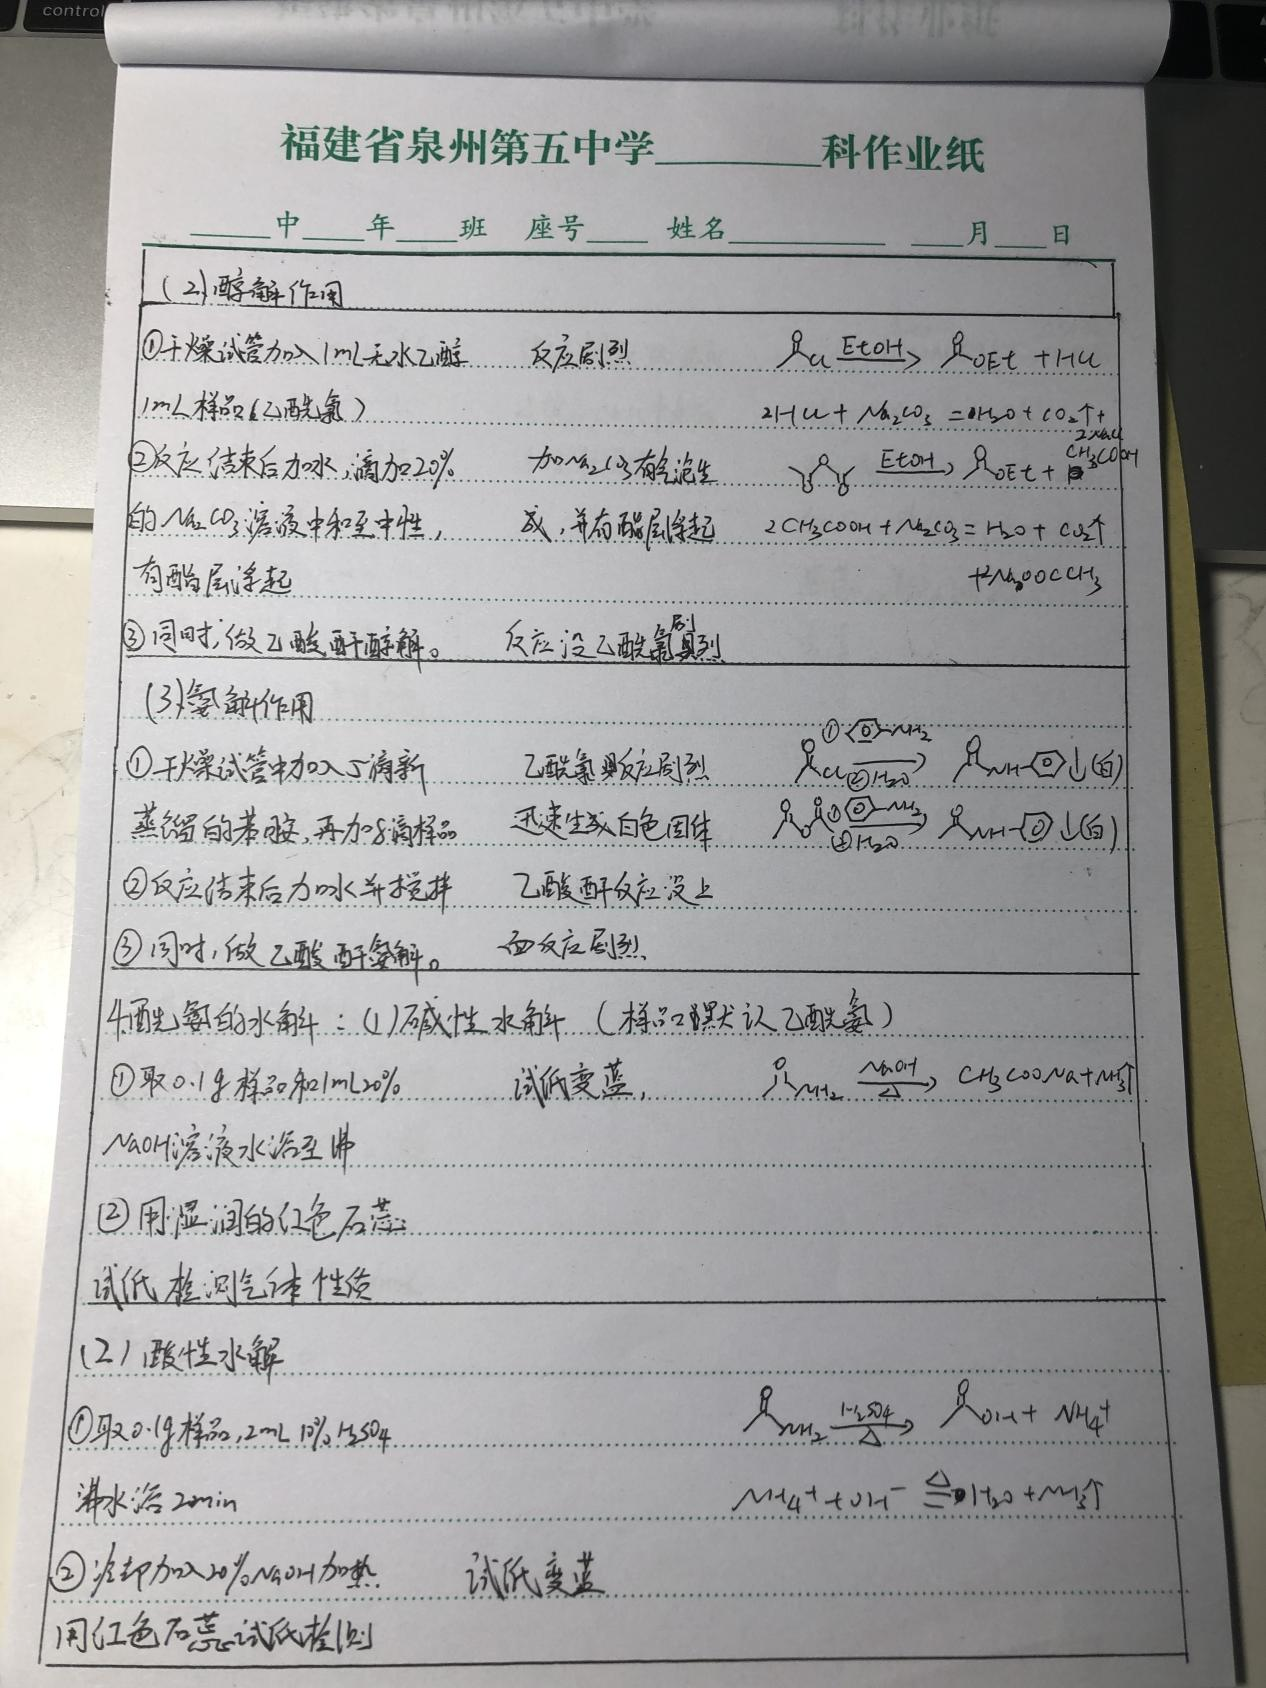 control
福建省泉州第五中学________科作业纸
____中____年____班 座号____ 姓名________ ____月____日
(2)醇解作用
①干燥试管加入1mL无水乙醇 反应剧烈 Cl EtOH OEt + HCl
1mL样品(乙酰氯) 2HCl + Na2CO3 = H2O + CO2↑ + 2NaCl
②反应结束后加水,滴加20% 加Na2CO3有气泡生 EtOH OEt + CH3COOH
的Na2CO3溶液中和至中性, 成,并有酯层浮起 2CH3COOH + Na2CO3 = H2O + CO2↑
有酯层浮起 +2NaOOCCH3
③同时,做乙酸酐醇解。 反应没乙酰氯剧烈
(3)氨解作用
①干燥试管中加入5滴新 乙酰氯反应剧烈 Cl ① NH2 ②H2O NH ↓(白)
蒸馏的苯胺,再加8滴样品 迅速生成白色固体 O ① NH2 ②H2O NH ↓(白)
②反应结束后加水并搅拌 乙酸酐反应没上
③同时,做乙酸酐氨解。 面反应剧烈
4.酰氨的水解:(1)碱性水解 (样品默认乙酰氨)
①取0.1g样品和1mL20% 试纸变蓝, NH2 NaOH △ CH3COONa+NH3↑
NaOH溶液水浴至沸
②用湿润的红色石蕊
试纸检测气体性质
(2)酸性水解
①取0.1g样品,2mL 10% H2SO4 NH2 H2SO4 △ OH + NH4+
沸水浴2min NH4+ + OH- △ = H2O + NH3↑
②冷却加入20%NaOH加热 试纸变蓝
用红色石蕊试纸检测